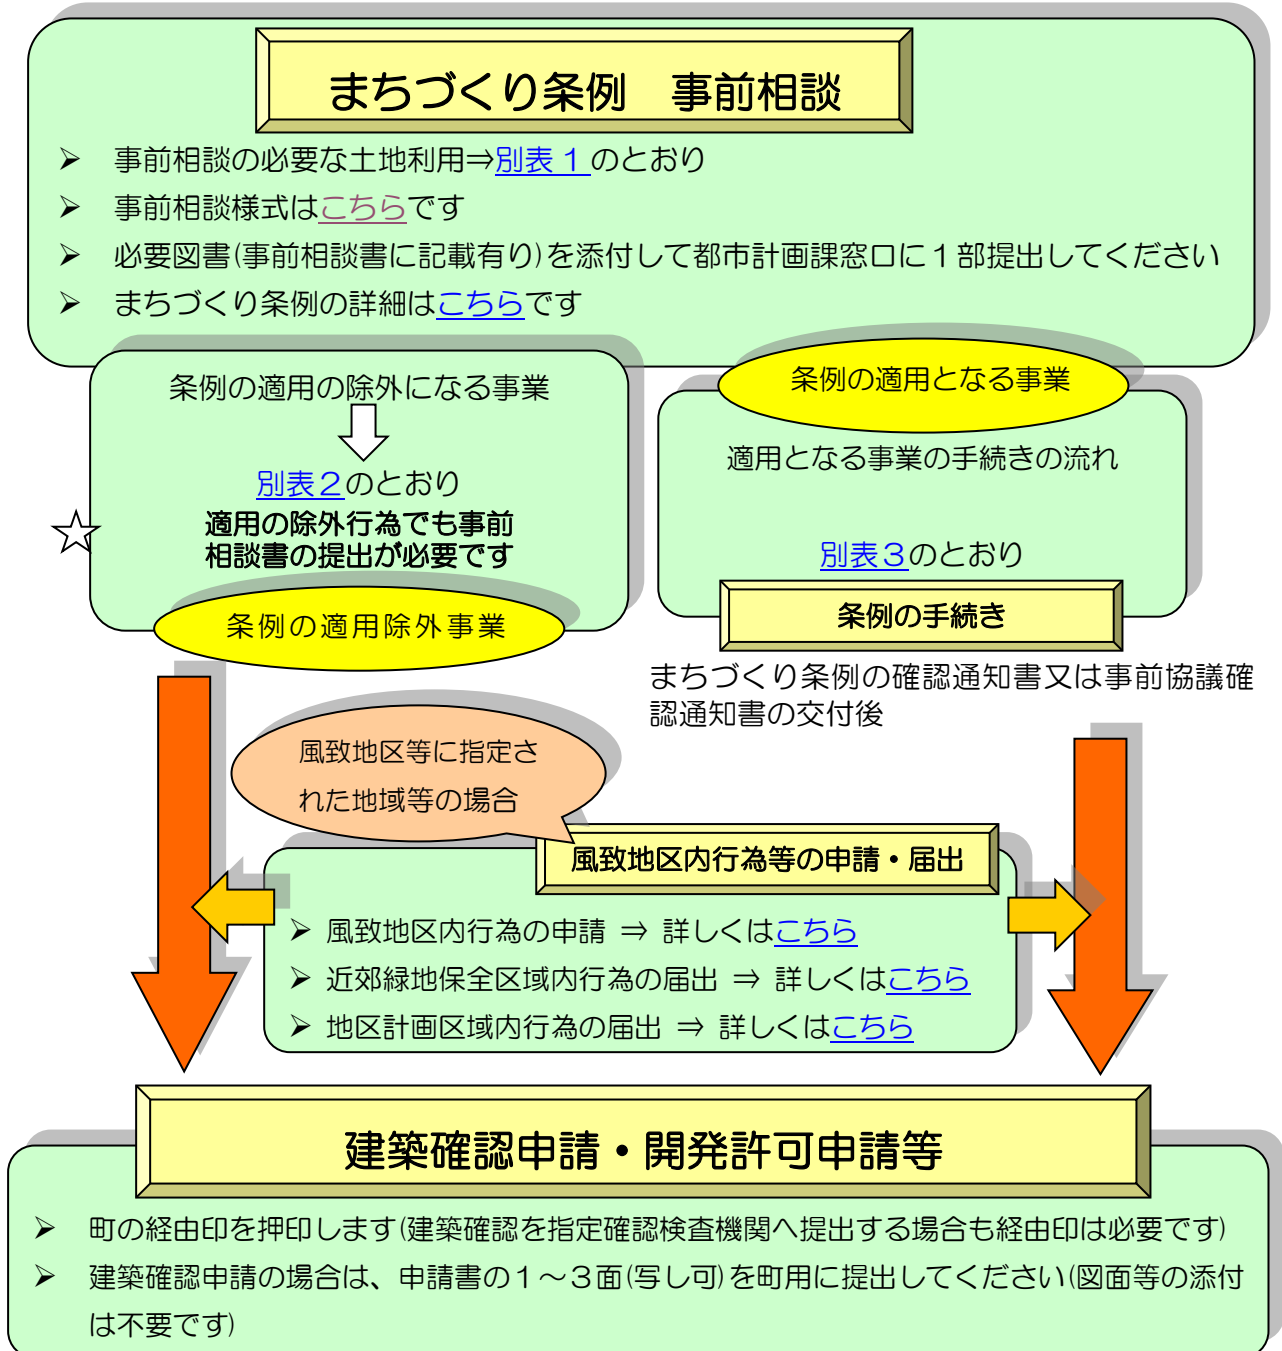 まちづくり条例　事前相談
➢ 事前相談の必要な土地利用⇒別表１のとおり
➢ 事前相談様式はこちらです
➢ 必要図書(事前相談書に記載有り)を添付して都市計画課窓口に１部提出してください
➢ まちづくり条例の詳細はこちらです
条例の適用の除外になる事業
別表２のとおり
☆ 適用の除外行為でも事前
相談書の提出が必要です
条例の適用除外事業
条例の適用となる事業
適用となる事業の手続きの流れ
別表３のとおり
条例の手続き
まちづくり条例の確認通知書又は事前協議確
認通知書の交付後
風致地区等に指定さ
れた地域等の場合
風致地区内行為等の申請・届出
➢ 風致地区内行為の申請 ⇒ 詳しくはこちら
➢ 近郊緑地保全区域内行為の届出 ⇒ 詳しくはこちら
➢ 地区計画区域内行為の届出 ⇒ 詳しくはこちら
建築確認申請・開発許可申請等
➢ 町の経由印を押印します(建築確認を指定確認検査機関へ提出する場合も経由印は必要です)
➢ 建築確認申請の場合は、申請書の１～３面(写し可)を町用に提出してください(図面等の添付
は不要です)